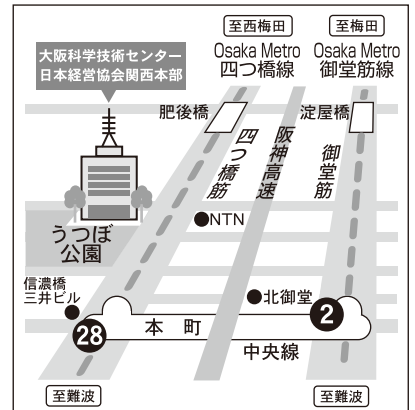 至西梅田
至梅田
大阪科学技術センター
日本経営協会関西本部
Osaka Metro
四つ橋線
Osaka Metro
御堂筋線
肥後橋
淀屋橋
四つ橋筋
阪神高速
御堂筋
NTN
うつぼ
公園
信濃橋
三井ビル
北御堂
28
本町
2
中央線
至難波
至難波